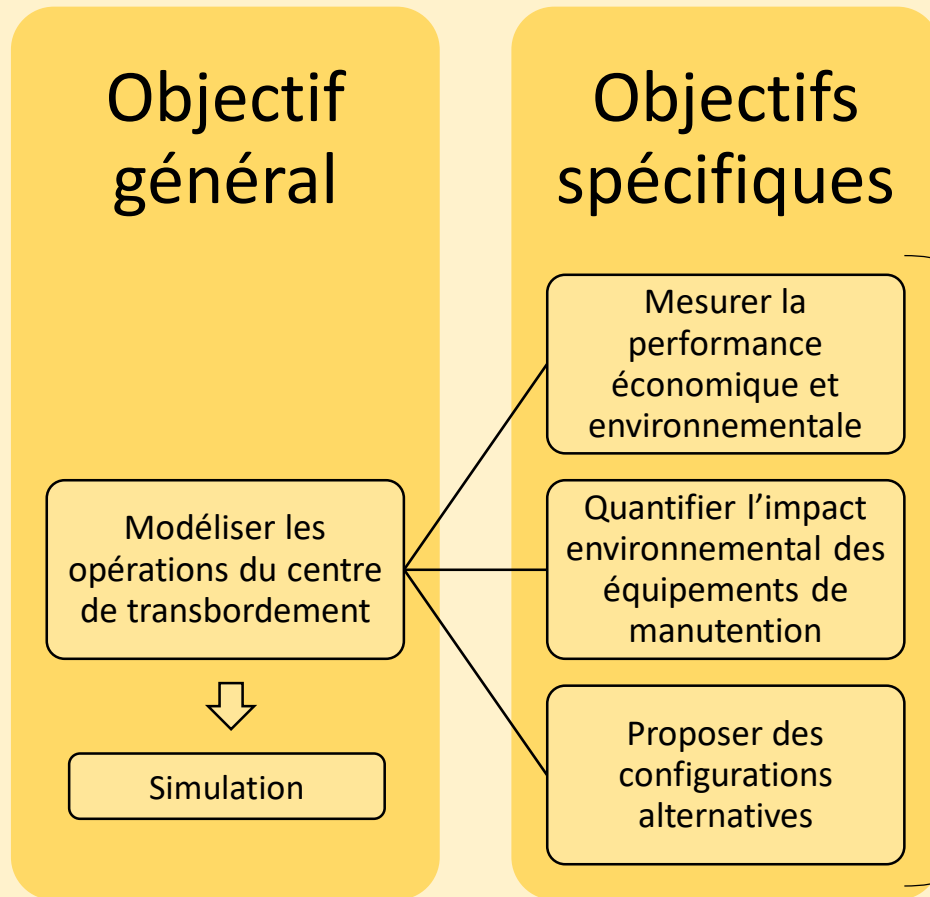 Objectif
général
Modéliser les
opérations du centre
de transbordement
Simulation
Objectifs
spécifiques
Mesurer la
performance
économique et
environnementale
Quantifier l’impact
environnemental des
équipements de
manutention
Proposer des
configurations
alternatives